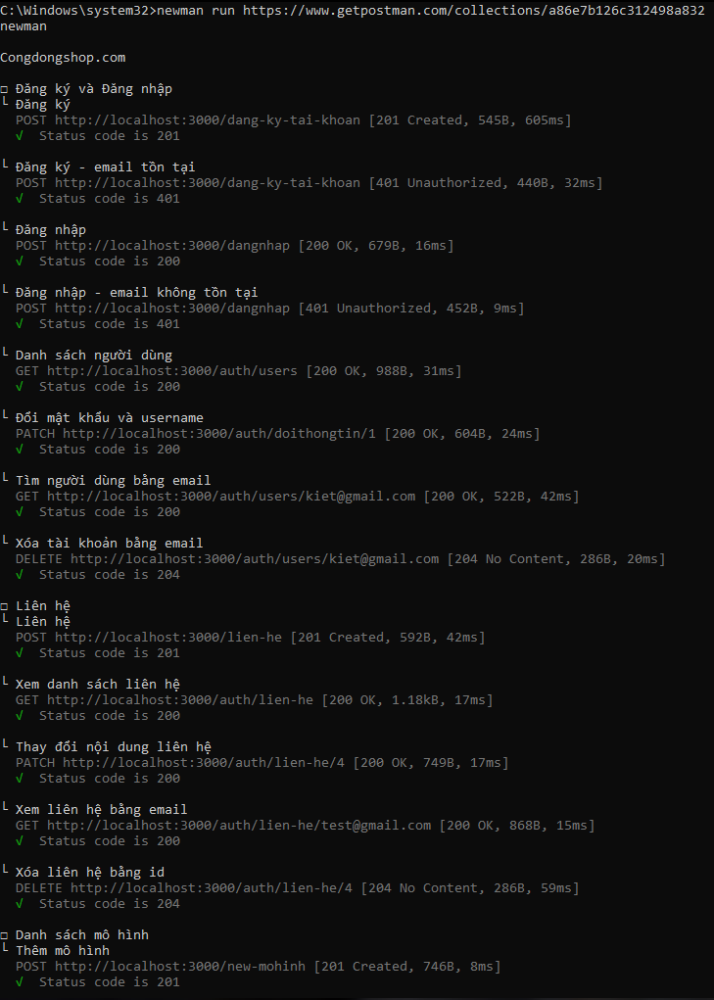 C:\Windows\system32>newman run https://www.getpostman.com/collections/a86e7b126c312498a832
newman
Congdongshop.com
□ Đăng ký và Đăng nhập
└ Đăng ký
POST http://localhost:3000/dang-ky-tai-khoan [201 Created, 545B, 605ms]
√ Status code is 201
└ Đăng ký - email tồn tại
POST http://localhost:3000/dang-ky-tai-khoan [401 Unauthorized, 440B, 32ms]
√ Status code is 401
└ Đăng nhập
POST http://localhost:3000/dangnhap [200 OK, 679B, 16ms]
√ Status code is 200
└ Đăng nhập - email không tồn tại
POST http://localhost:3000/dangnhap [401 Unauthorized, 452B, 9ms]
√ Status code is 401
└ Danh sách người dùng
GET http://localhost:3000/auth/users [200 OK, 988B, 31ms]
√ Status code is 200
└ Đổi mật khẩu và username
PATCH http://localhost:3000/auth/doithongtin/1 [200 OK, 604B, 24ms]
√ Status code is 200
└ Tìm người dùng bằng email
GET http://localhost:3000/auth/users/kiet@gmail.com [200 OK, 522B, 42ms]
√ Status code is 200
└ Xóa tài khoản bằng email
DELETE http://localhost:3000/auth/users/kiet@gmail.com [204 No Content, 286B, 20ms]
√ Status code is 204
□ Liên hệ
└ Liên hệ
POST http://localhost:3000/lien-he [201 Created, 592B, 42ms]
√ Status code is 201
└ Xem danh sách liên hệ
GET http://localhost:3000/auth/lien-he [200 OK, 1.18kB, 17ms]
√ Status code is 200
└ Thay đổi nội dung liên hệ
PATCH http://localhost:3000/auth/lien-he/4 [200 OK, 749B, 17ms]
√ Status code is 200
└ Xem liên hệ bằng email
GET http://localhost:3000/auth/lien-he/test@gmail.com [200 OK, 868B, 15ms]
√ Status code is 200
└ Xóa liên hệ bằng id
DELETE http://localhost:3000/auth/lien-he/4 [204 No Content, 286B, 59ms]
√ Status code is 204
□ Danh sách mô hình
└ Thêm mô hình
POST http://localhost:3000/new-mohinh [201 Created, 746B, 8ms]
√ Status code is 201